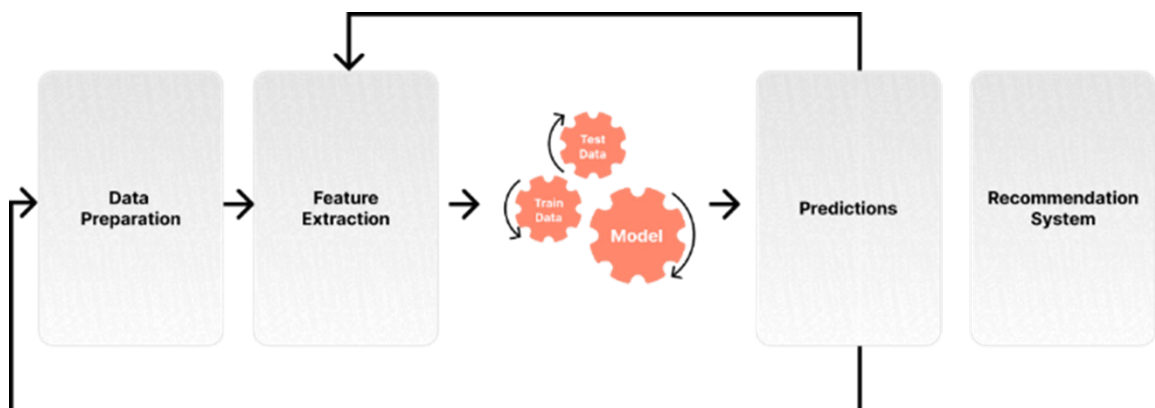 Data
Preparation
Feature
Extraction
Test
Data
Train
Data
Model
Predictions
Recommendation
System